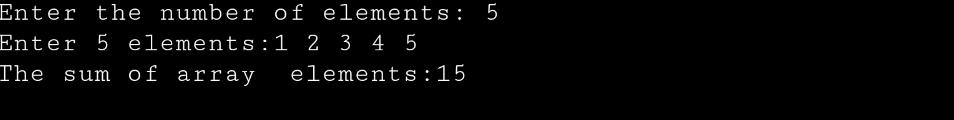 Enter the number of elements: 5
Enter 5 elements:1 2 3 4 5
The sum of array  elements:15